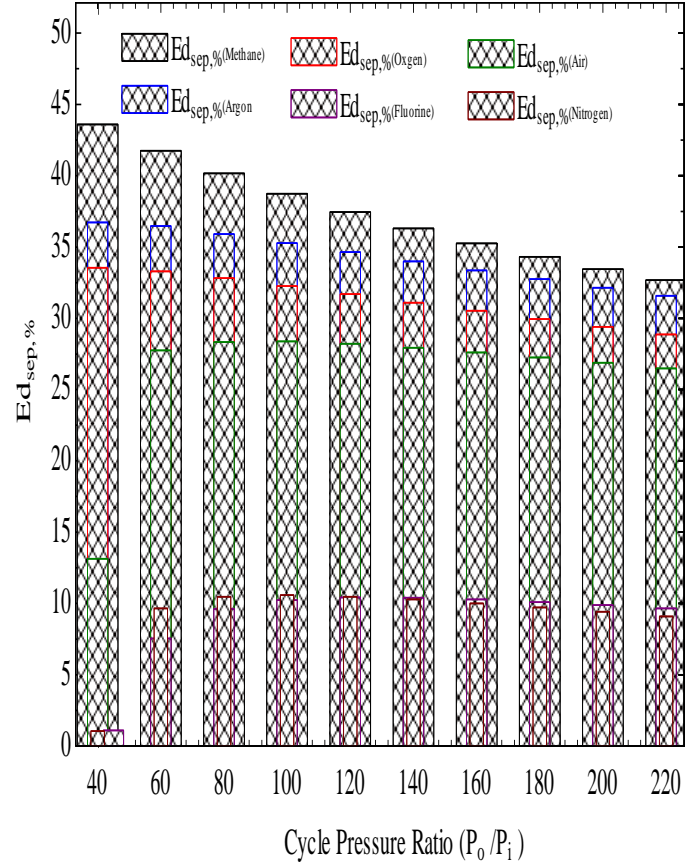 50
45
40
35
30
25
20
15
10
5
0
Ed_sep,%
Ed_sep,%(Methane) Ed_sep,%(Oxgen) Ed_sep,%(Air)
Ed_sep,%(Argon Ed_sep,%(Fluorine) Ed_sep,%(Nitrogen)
40 60 80 100 120 140 160 180 200 220
Cycle Pressure Ratio (P_o /P_i )